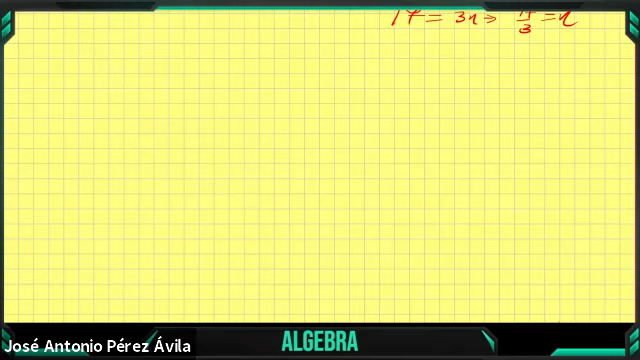 17 = 3n → 17/3 = n
José Antonio Pérez Ávila
ALGEBRA